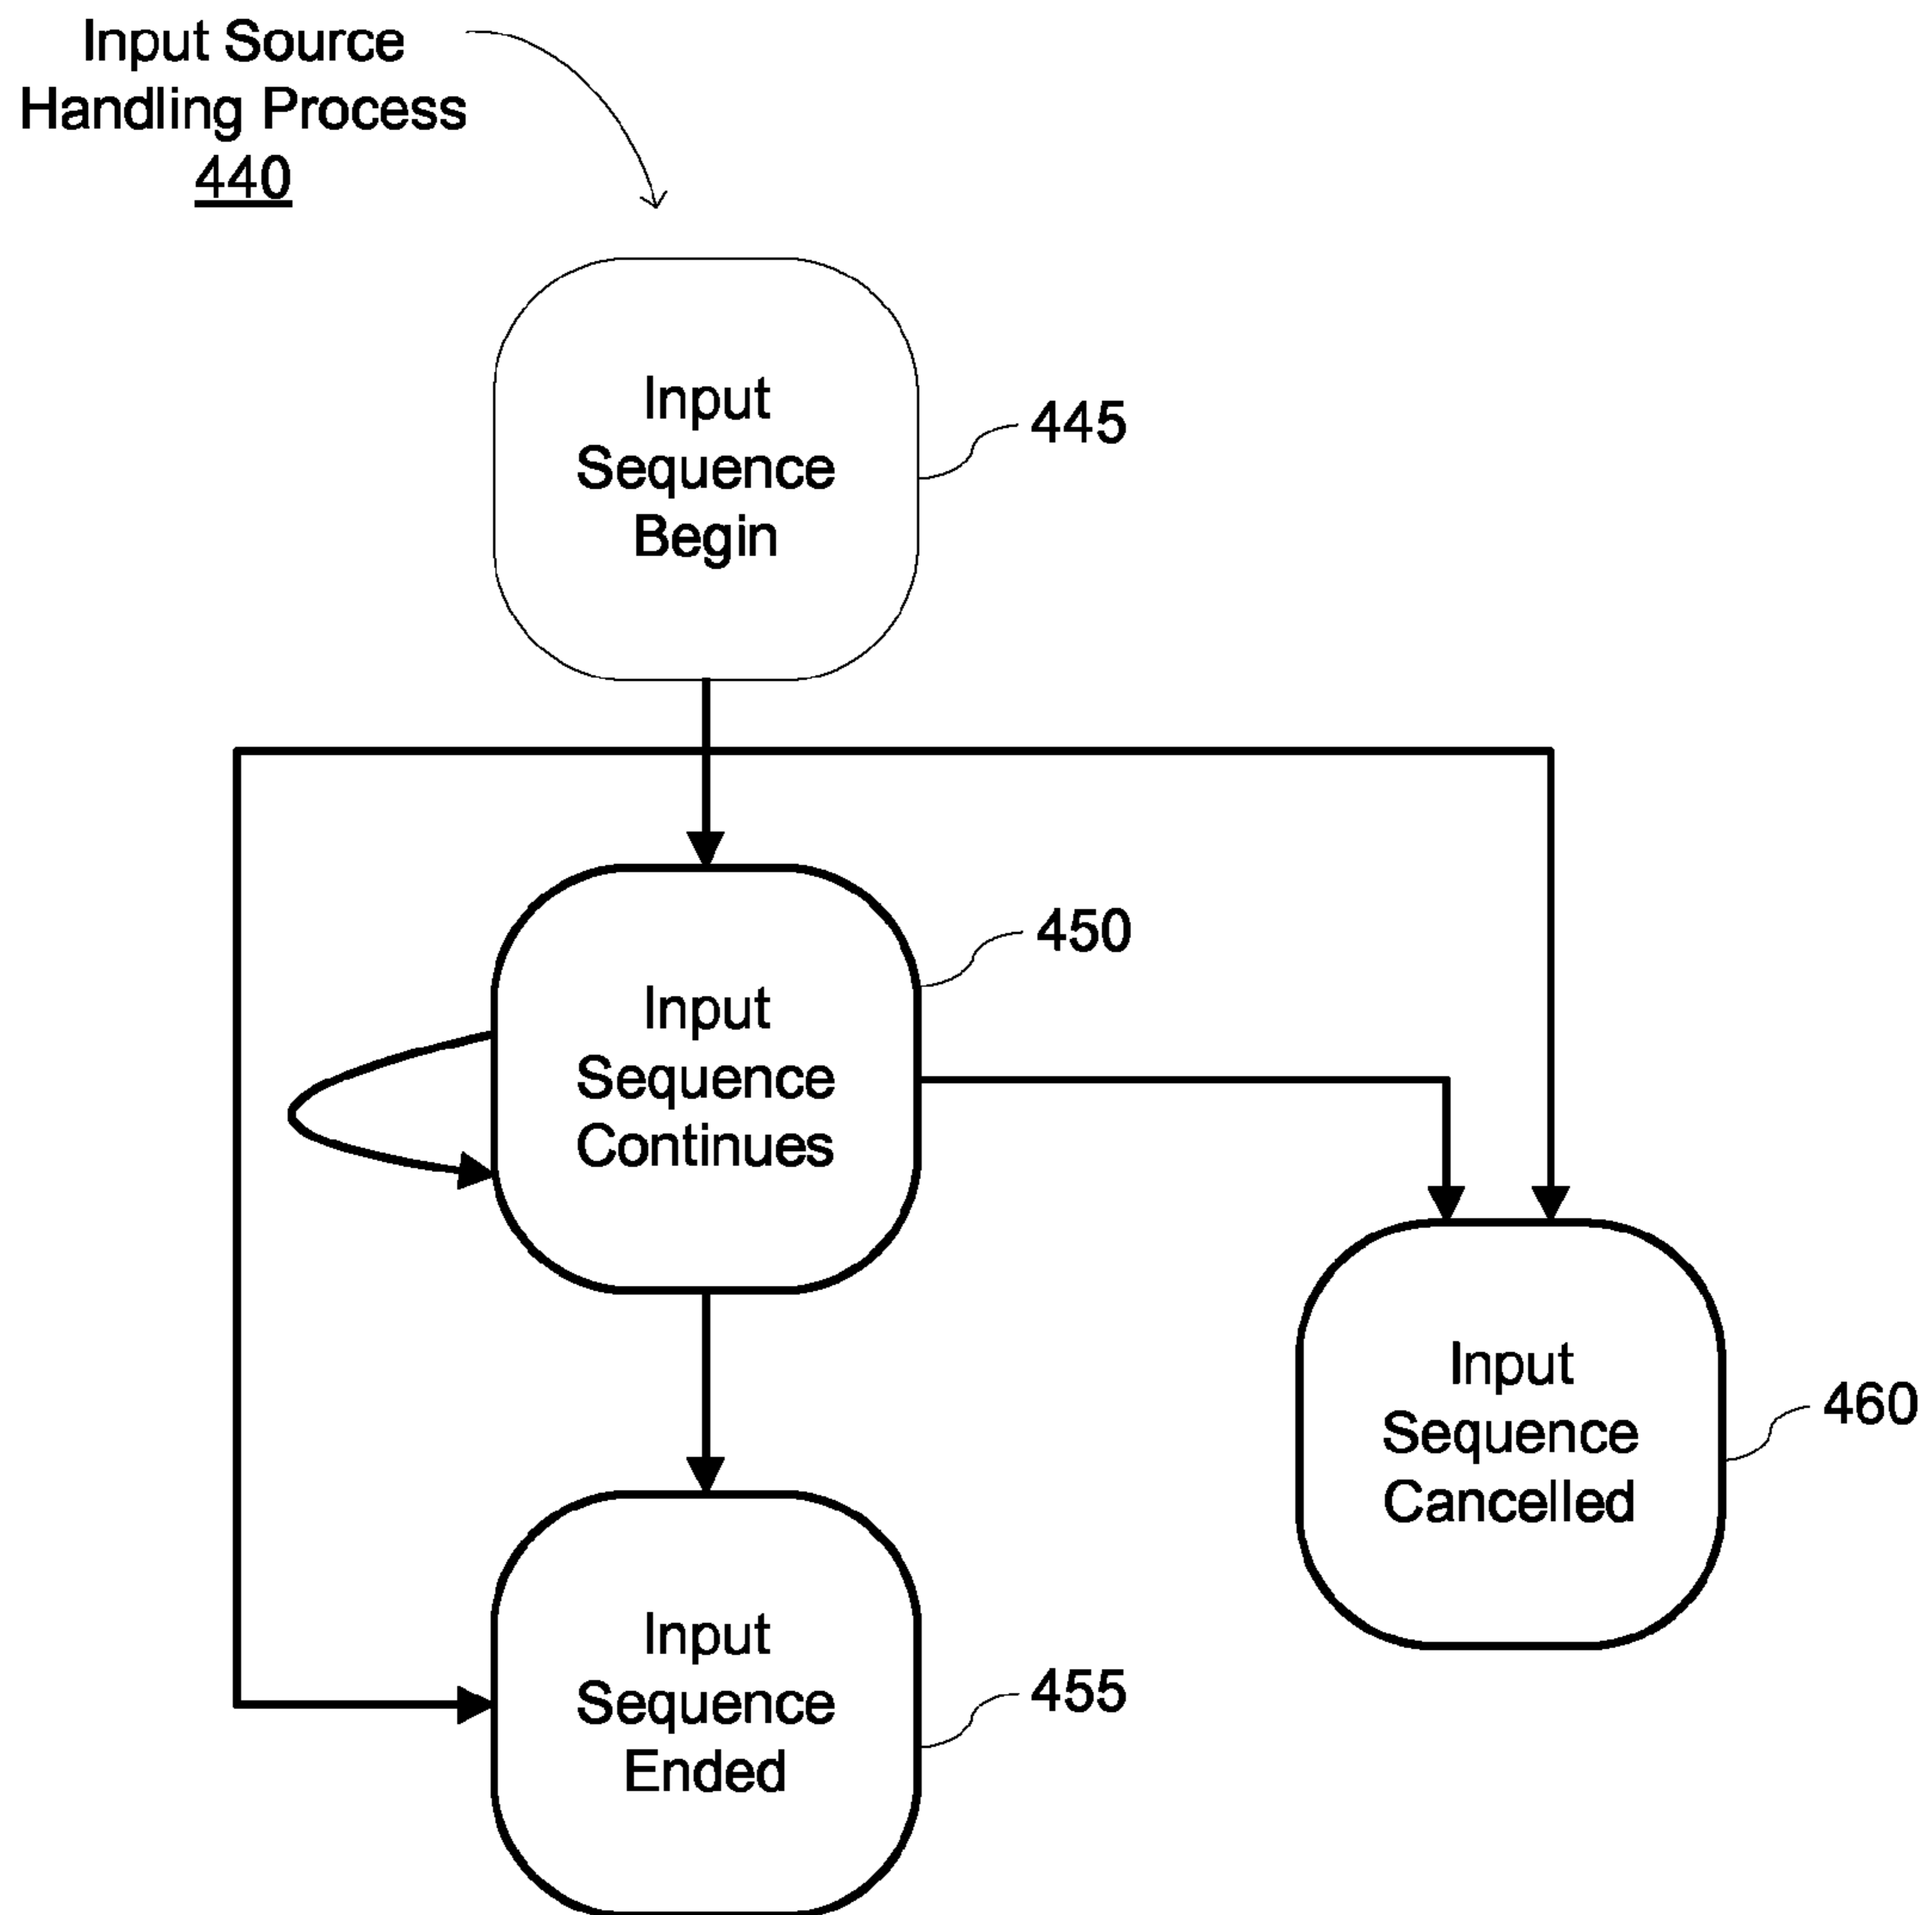 Input Source
Handling Process
440
Input
Sequence
Begin
445
Input
Sequence
Continues
450
Input
Sequence
Cancelled
460
Input
Sequence
Ended
455